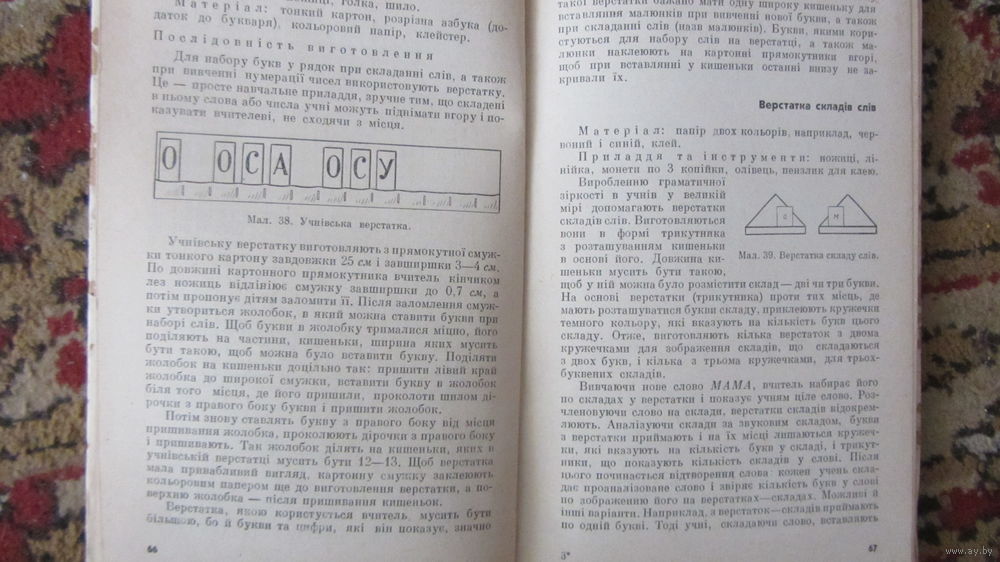 голка, шило.
Матеріал: тонкий картон, розрізна азбука (до-
даток до букваря), кольоровий папір, клейстер.
Послідовність виготовлення
Для набору букв у рядок при складанні слів, а також
при вивченні нумерації чисел використовують верстатку.
Це — просте навчальне приладдя, зручне тим, що складені
в ньому слова або числа учні можуть піднімати вгору і по-
казувати вчителеві, не сходячи з місця.
О ОСА ОСУ
Мал. 38. Учнівська верстатка.
Учнівську верстатку виготовляють з прямокутної смуж-
ки тонкого картону завдовжки 25 см і завширшки 3—4 см.
По довжині картонного прямокутника вчитель кінчиком
лез ножиць відлініює смужку завширшки до 0,7 см, а
потім пропонує дітям заломити її. Після заломлення смуж-
ки утвориться жолобок, в який можна ставити букви при
наборі слів. Щоб букви в жолобку трималися міцно, його
поділяють на частини, кишеньки, ширина яких мусить
бути такою, щоб можна було вставити букву. Поділяти
жолобок на кишеньки доцільно так: пришити лівий край
жолобка до широкої смужки, вставити букву в жолобок
біля того місця, де його пришили, проколоти шилом ді-
рочки з правого боку букви і пришити жолобок.
Потім знову ставлять букву з правого боку від місця
пришивання жолобка, проколюють дірочки з правого боку
і пришивають. Так жолобок ділять на кишеньки, яких в
учнівській верстатці мусить бути 12—13. Щоб верстатка
мала привабливий вигляд, картонну смужку заклеюють
кольоровим папером ще до виготовлення верстатки, а по-
верхню жолобка — після пришивання кишеньок.
Верстатка, якою користується вчитель, мусить бути
більшою, бо й букви та цифри, які він показує, значно
66
такої верстатки бажано мати одну широку кишеньку для
вставляння малюнків при вивченні нової букви, а також
при складанні слів (назв малюнків). Букви, якими кори-
стуються для набору слів на верстатці, а також ма-
люнки наклеюють на картонні прямокутники вгорі,
щоб при вставлянні у кишеньки останні внизу не за-
кривали їх.
Верстатка складів слів
Матеріал: папір двох кольорів, наприклад, чер-
воний і синій, клей.
Приладдя та інструменти: ножиці, лі-
нійка, монети по 3 копійки, олівець, пензлик для клею.
Виробленню граматичної
зіркості в учнів у великій
мірі допомагають верстатки
складів слів. Виготовляються
вони в формі трикутника
з розташуванням кишеньки
в основі його. Довжина ки-
шеньки мусить бути такою,
М
Мал. 39. Верстатка складу слів.
щоб у ній можна було розмістити склад — дві чи три букви.
На основі верстатки (трикутника) проти тих місць, де
мають розташуватися букви складу, приклеюють кружечки
темного кольору, які вказують на кількість букв цього
складу. Отже, виготовляють кілька верстаток з двома
кружечками для зображення складів, що складаються
з двох букв, і кілька з трьома кружечками, для трьох-
буквених складів.
Вивчаючи нове слово МАМА, вчитель набирає його
по складах у верстатки і показує учням ціле слово. Роз-
членовуючи слово на склади, верстатки складів відокрем-
люють. Аналізуючи склади за звуковим складом, букви
з верстатки приймають і на їх місці лишаються кружеч-
ки, які вказують на кількість букв у складі, і трикут-
ники, що показують кількість складів у слові. Після
цього починається відтворення слова: кожен учень скла-
дає проаналізоване слово і звіряє кількість букв у слові
по зображенню його на верстатках—складах. Можливі й
інші варіанти. Наприклад, з верстаток—складів приймають
по одній букві. Тоді учні, складаючи слово, вставляють
3*
67
www.ay.by